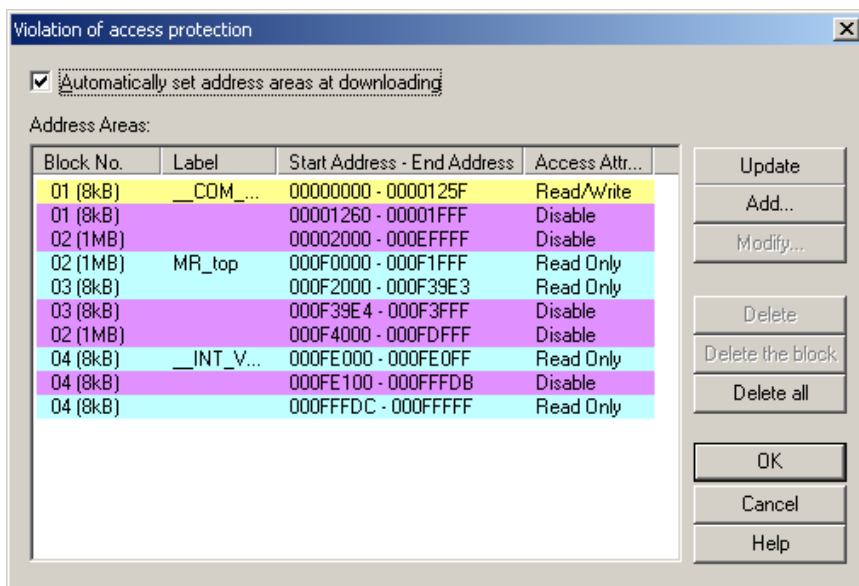 Violation of access protection
Automatically set address areas at downloading
Address Areas:
Block No. Label Start Address - End Address Access Attr...
01 (8kB) __COM_... 00000000 - 0000125F Read/Write
01 (8kB) 00001260 - 00001FFF Disable
02 (1MB) 00002000 - 000EFFFF Disable
02 (1MB) MR_top 000F0000 - 000F1FFF Read Only
03 (8kB) 000F2000 - 000F39E3 Read Only
03 (8kB) 000F39E4 - 000F3FFF Disable
02 (1MB) 000F4000 - 000FDFFF Disable
04 (8kB) __INT_V... 000FE000 - 000FE0FF Read Only
04 (8kB) 000FE100 - 000FFFDB Disable
04 (8kB) 000FFFDC - 000FFFFF Read Only
Update
Add...
Modify...
Delete
Delete the block
Delete all
OK
Cancel
Help